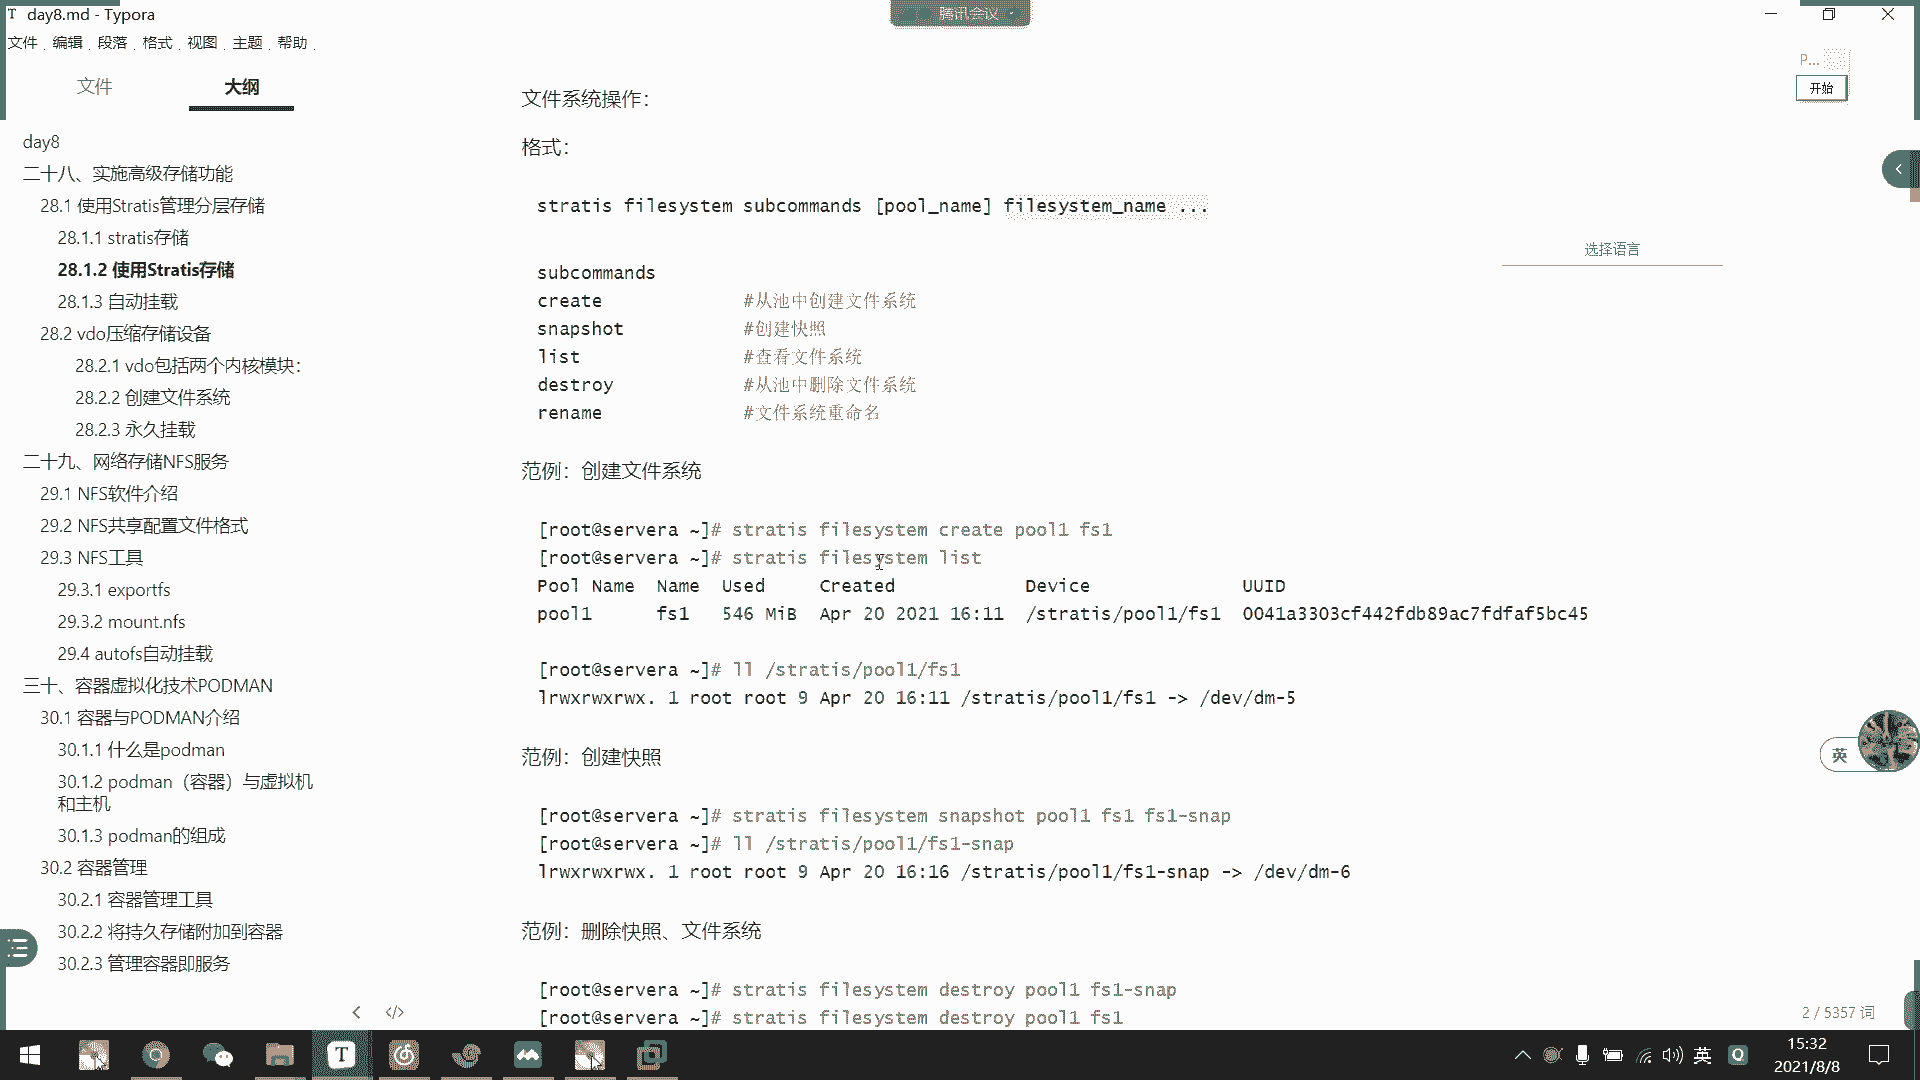 day8.md - Typora
腾讯会议
文件 编辑 段落 格式 视图 主题 帮助
P...
开始
文件 大纲
day8
二十八、实施高级存储功能
28.1 使用Stratis管理分层存储
28.1.1 stratis存储
28.1.2 使用Stratis存储
28.1.3 自动挂载
28.2 vdo压缩存储设备
28.2.1 vdo包括两个内核模块：
28.2.2 创建文件系统
28.2.3 永久挂载
二十九、网络存储NFS服务
29.1 NFS软件介绍
29.2 NFS共享配置文件格式
29.3 NFS工具
29.3.1 exportfs
29.3.2 mount.nfs
29.4 autofs自动挂载
三十、容器虚拟化技术PODMAN
30.1 容器与PODMAN介绍
30.1.1 什么是podman
30.1.2 podman（容器）与虚拟机
和主机
30.1.3 podman的组成
30.2 容器管理
30.2.1 容器管理工具
30.2.2 将持久存储附加到容器
30.2.3 管理容器即服务
文件系统操作：
格式：
stratis filesystem subcommands [pool_name] filesystem_name ...
选择语言
subcommands
create #从池中创建文件系统
snapshot #创建快照
list #查看文件系统
destroy #从池中删除文件系统
rename #文件系统重命名
范例：创建文件系统
[root@servera ~]# stratis filesystem create pool1 fs1
[root@servera ~]# stratis filesystem list
Pool Name Name Used Created Device UUID
pool1 fs1 546 MiB Apr 20 2021 16:11 /stratis/pool1/fs1 0041a3303cf442fdb89ac7fdfaf5bc45
[root@servera ~]# ll /stratis/pool1/fs1
lrwxrwxrwx. 1 root root 9 Apr 20 16:11 /stratis/pool1/fs1 -> /dev/dm-5
范例：创建快照
[root@servera ~]# stratis filesystem snapshot pool1 fs1 fs1-snap
[root@servera ~]# ll /stratis/pool1/fs1-snap
lrwxrwxrwx. 1 root root 9 Apr 20 16:16 /stratis/pool1/fs1-snap -> /dev/dm-6
范例：删除快照、文件系统
[root@servera ~]# stratis filesystem destroy pool1 fs1-snap
[root@servera ~]# stratis filesystem destroy pool1 fs1
英
2 / 5357 词
英
15:32
2021/8/8